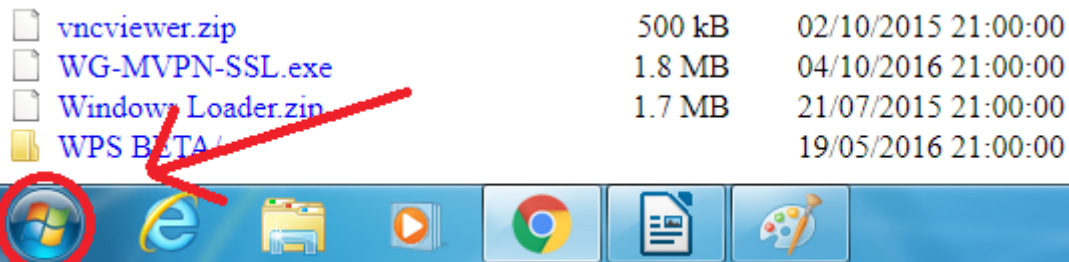 vncviewer.zip 500 kB 02/10/2015 21:00:00
WG-MVPN-SSL.exe 1.8 MB 04/10/2016 21:00:00
Windows Loader.zip 1.7 MB 21/07/2015 21:00:00
WPS BETA/ 19/05/2016 21:00:00